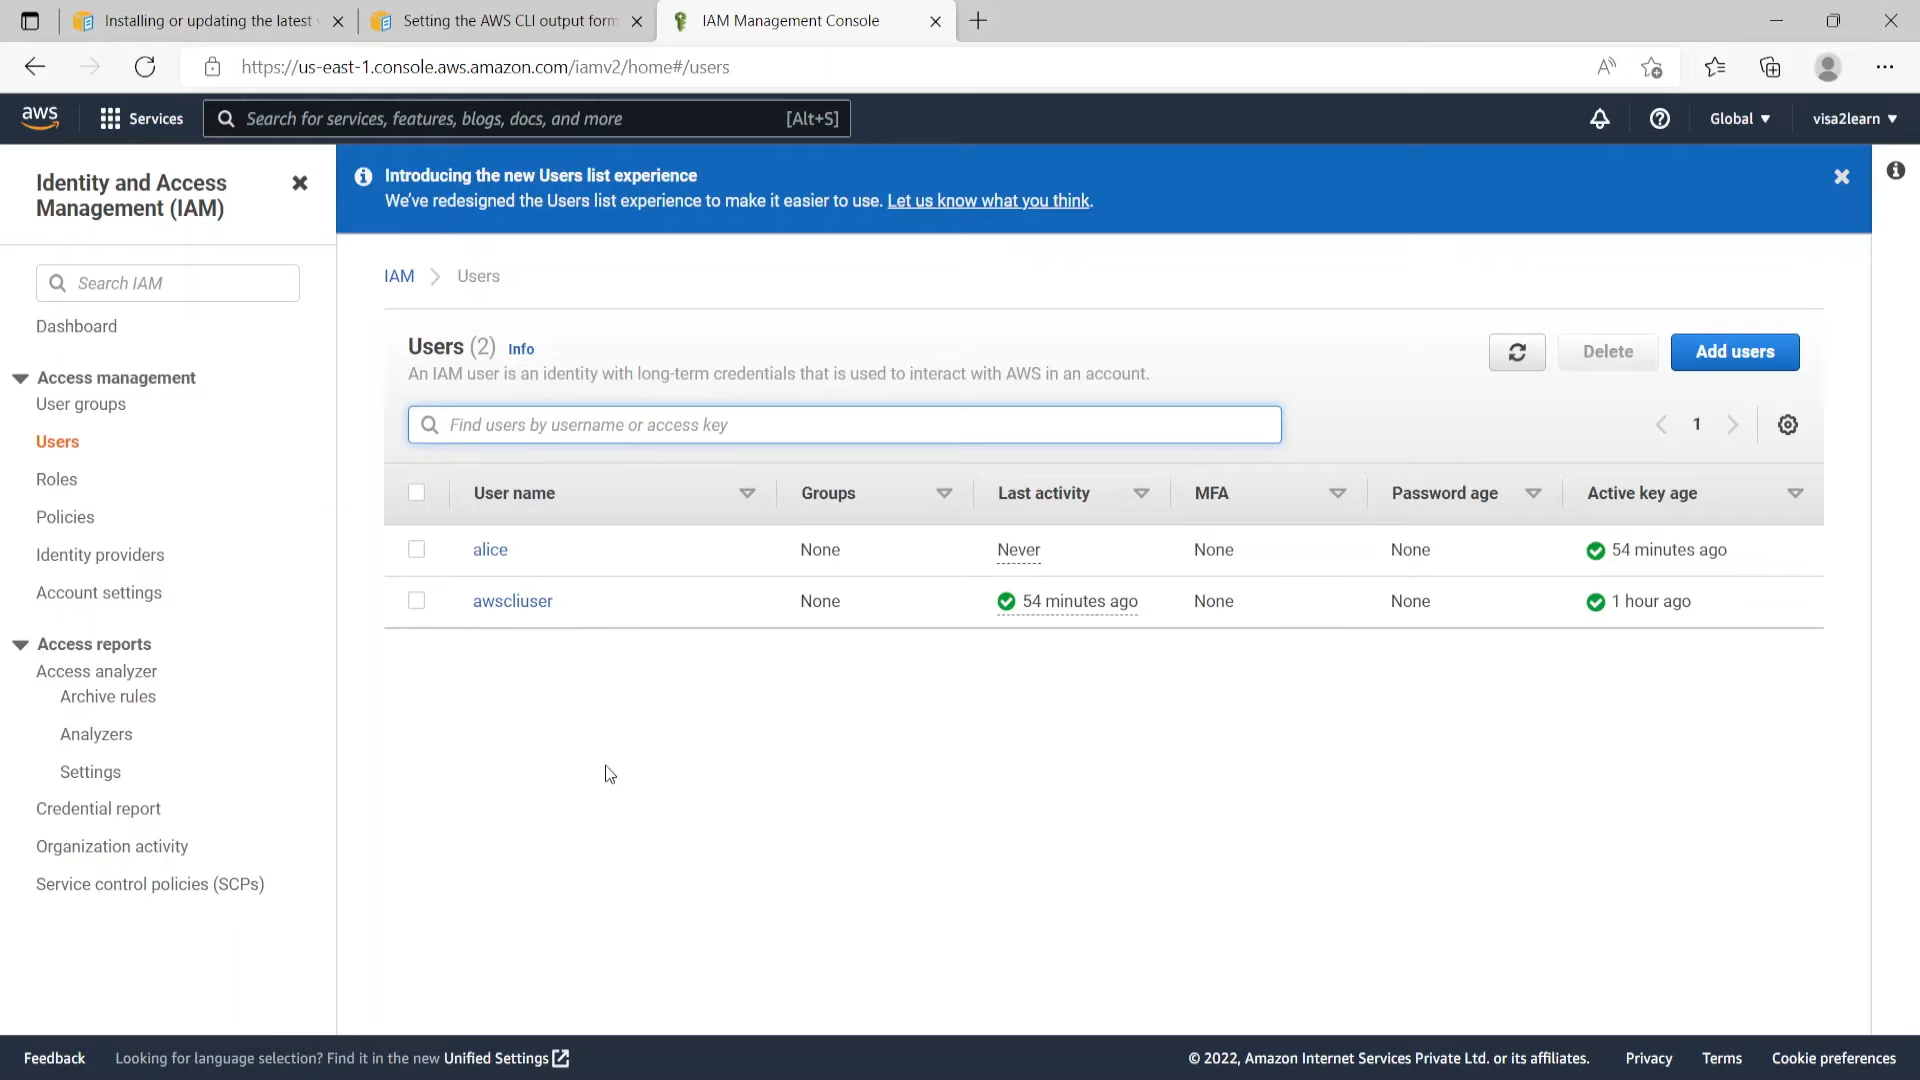 Installing or updating the latest
Setting the AWS CLI output form
IAM Management Console
https://us-east-1.console.aws.amazon.com/iamv2/home#/users
aws
Services
Search for services, features, blogs, docs, and more
[Alt+S]
Global
visa2learn
Identity and Access
Management (IAM)
Search IAM
Dashboard
Access management
User groups
Users
Roles
Policies
Identity providers
Account settings
Access reports
Access analyzer
Archive rules
Analyzers
Settings
Credential report
Organization activity
Service control policies (SCPs)
Introducing the new Users list experience
We've redesigned the Users list experience to make it easier to use. Let us know what you think.
IAM
Users
Users (2) Info
An IAM user is an identity with long-term credentials that is used to interact with AWS in an account.
Delete
Add users
Find users by username or access key
1
User name Groups Last activity MFA Password age Active key age
alice None Never None None 54 minutes ago
awscliuser None 54 minutes ago None None 1 hour ago
Feedback
Looking for language selection? Find it in the new Unified Settings
© 2022, Amazon Internet Services Private Ltd. or its affiliates.
Privacy
Terms
Cookie preferences